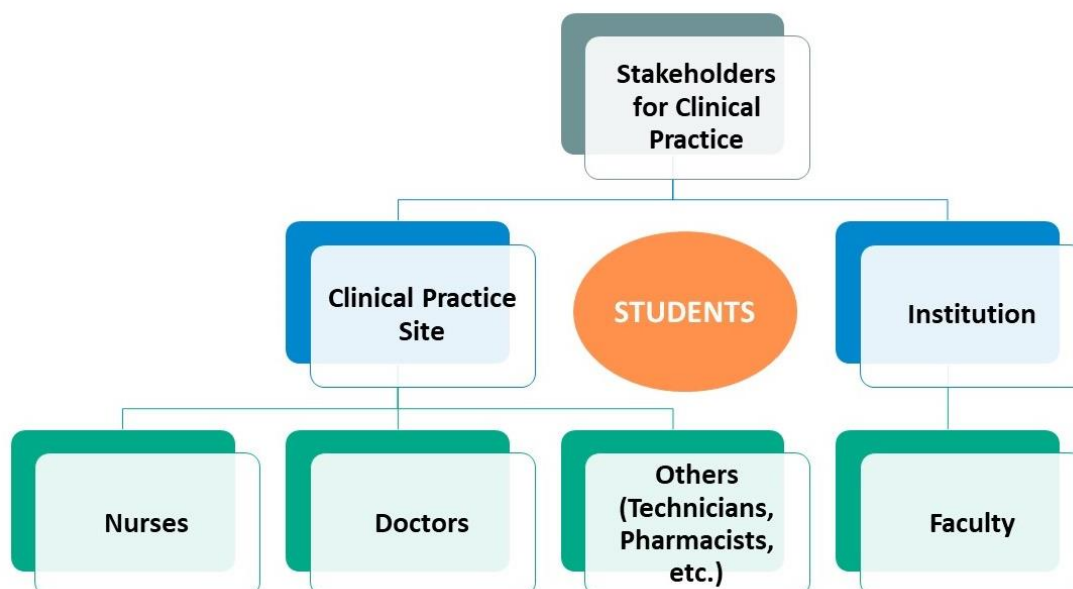 Stakeholders
for Clinical
Practice
Clinical Practice
Site
STUDENTS
Institution
Nurses
Doctors
Others
(Technicians,
Pharmacists,
etc.)
Faculty